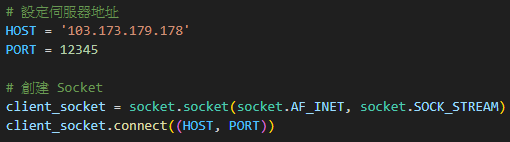 # 設定伺服器地址
HOST = '103.173.179.178'
PORT = 12345
# 創建 Socket
client_socket = socket.socket(socket.AF_INET, socket.SOCK_STREAM)
client_socket.connect((HOST, PORT))